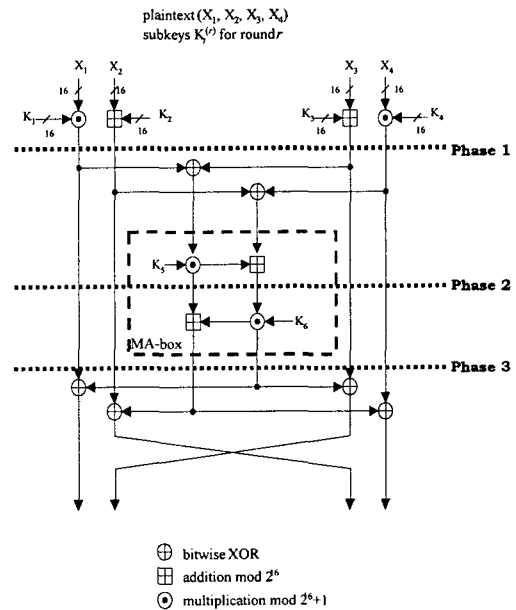 plaintext (X1, X2, X3, X4)
subkeys Ki(r) for round r
X1 X2 X3 X4
16 16 16 16
K1 K2 K3 K4
16 16 16 16
Phase 1
K5
Phase 2
K6
MA-box
Phase 3
bitwise XOR
addition mod 2^16
multiplication mod 2^16+1